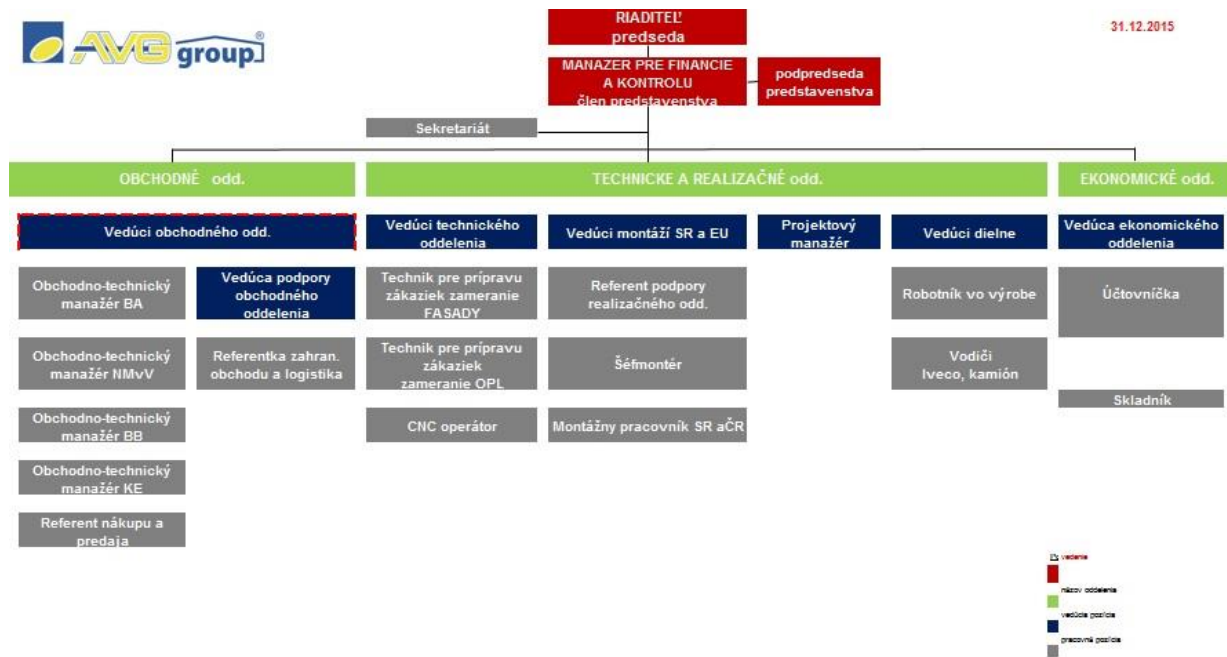 AVG group
RIADITEĽ
predseda
31.12.2015
MANAZER PRE FINANCIE
A KONTROLU
člen predstavenstva
podpredseda
predstavenstva
Sekretariát
OBCHODNÉ odd.
TECHNICKE A REALIZAČNÉ odd.
EKONOMICKÉ odd.
Vedúci obchodného odd.
Vedúci technického
oddelenia
Vedúci montáží SR a EU
Projektový
manažér
Vedúci dielne
Vedúca ekonomického
oddelenia
Obchodno-technický
manažér BA
Vedúca podpory
obchodného
oddelenia
Technik pre prípravu
zákaziek zameranie
FASADY
Referent podpory
realizačného odd.
Robotník vo výrobe
Účtovníčka
Obchodno-technický
manažér NMvV
Referentka zahran.
obchodu a logistika
Technik pre prípravu
zákaziek
zameranie OPL
Šéfmontér
Vodiči
Iveco, kamión
Skladník
Obchodno-technický
manažér BB
CNC operátor
Montážny pracovník SR aČR
Obchodno-technický
manažér KE
Referent nákupu a
predaja
vedenie
názov oddelenia
vedúcia pozícia
pracovná pozícia